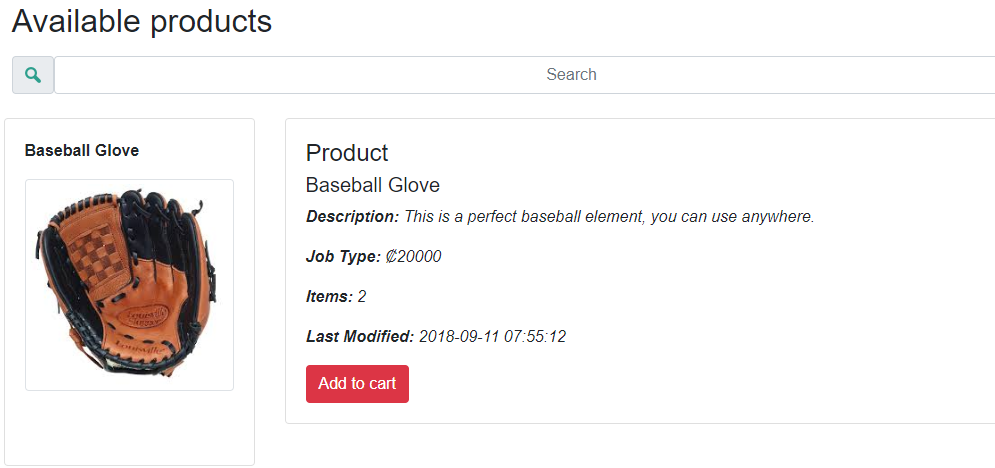 Available products
Search
Baseball Glove
Louisville
Product
Baseball Glove
Description: This is a perfect baseball element, you can use anywhere.
Job Type: ₡20000
Items: 2
Last Modified: 2018-09-11 07:55:12
Add to cart